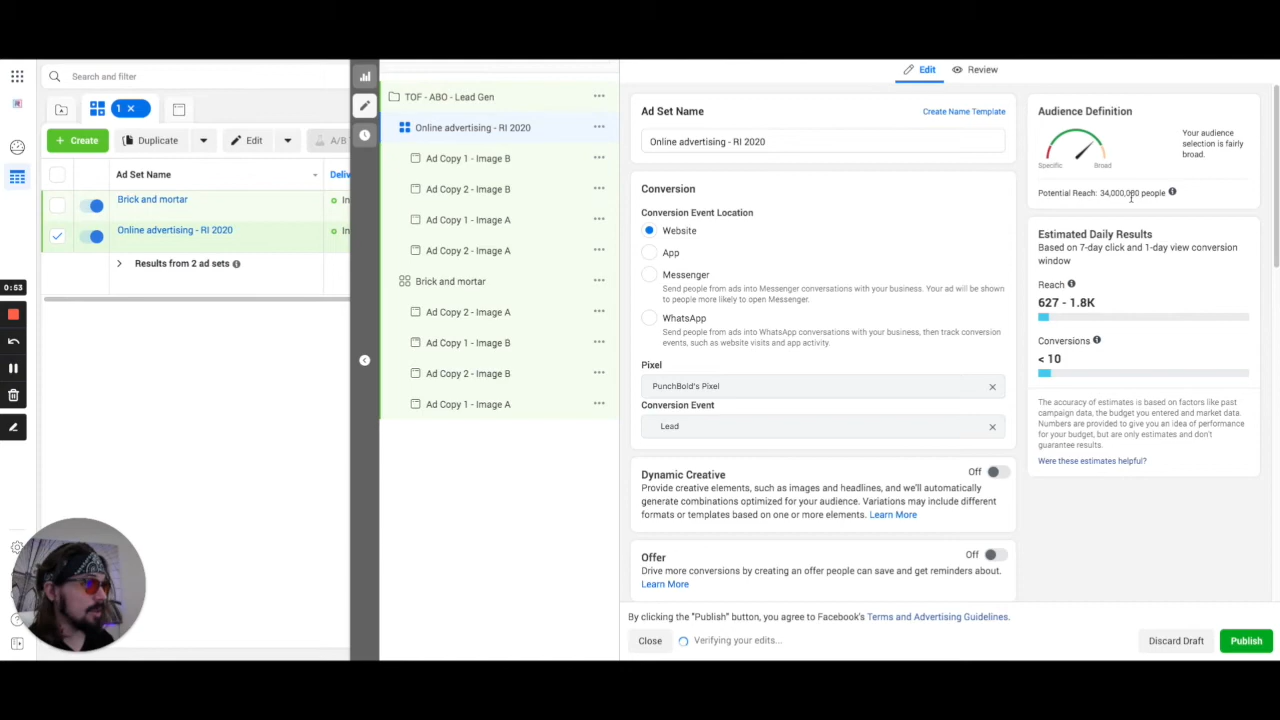 Search and filter
1 ×
+ Create
Duplicate
Edit
A/B
Ad Set Name
Deliv
Brick and mortar
In
Online advertising - RI 2020
In
Results from 2 ad sets
0:53
TOF - ABO - Lead Gen
Online advertising - RI 2020
Ad Copy 1 - Image B
Ad Copy 2 - Image B
Ad Copy 1 - Image A
Ad Copy 2 - Image A
Brick and mortar
Ad Copy 1 - Image B
Ad Copy 2 - Image B
Ad Copy 2 - Image A
Ad Copy 1 - Image A
Edit
Review
Ad Set Name
Create Name Template
Online advertising - RI 2020
Conversion
Conversion Event Location
Website
App
Messenger
Send people from ads into Messenger conversations with your business. Your ad will be shown
to people more likely to open Messenger.
WhatsApp
Send people from ads into WhatsApp conversations with your business, then track conversion
events, such as website visits and app activity.
Pixel
PunchBold's Pixel
Conversion Event
Lead
Dynamic Creative
Off
Provide creative elements, such as images and headlines, and we'll automatically
generate combinations optimized for your audience. Variations may include different
formats or templates based on one or more elements. Learn More
Offer
Off
Drive more conversions by creating an offer people can save and get reminders about.
Learn More
By clicking the "Publish" button, you agree to Facebook's Terms and Advertising Guidelines.
Close
Verifying your edits...
Discard Draft
Publish
Audience Definition
Your audience
selection is fairly
broad.
Specific
Broad
Potential Reach: 34,000,000 people
Estimated Daily Results
Based on 7-day click and 1-day view conversion
window
Reach
627 - 1.8K
Conversions
< 10
The accuracy of estimates is based on factors like past
campaign data, the budget you entered and market data.
Numbers are provided to give you an idea of performance
for your budget, but are only estimates and don't
guarantee results.
Were these estimates helpful?